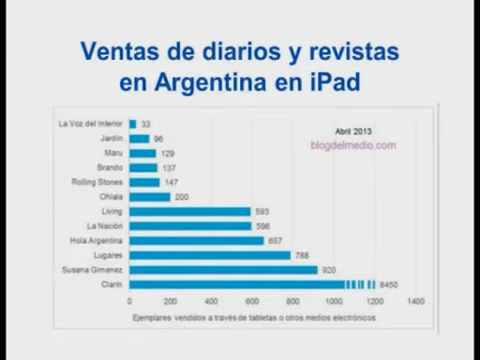 Ventas de diarios y revistas
en Argentina en iPad
Abril 2013
blogdelmedio.com
La Voz del Interior 33
Jardín 96
Maru 129
Brando 137
Rolling Stones 147
Ohlala 200
Living 593
La Nación 596
Hola Argentina 657
Lugares 788
Susana Gimenez 920
Clarín 8450
0 200 400 600 800 1000 1200 1400
Ejemplares vendidos a través de tabletas o otros medios electrónicos